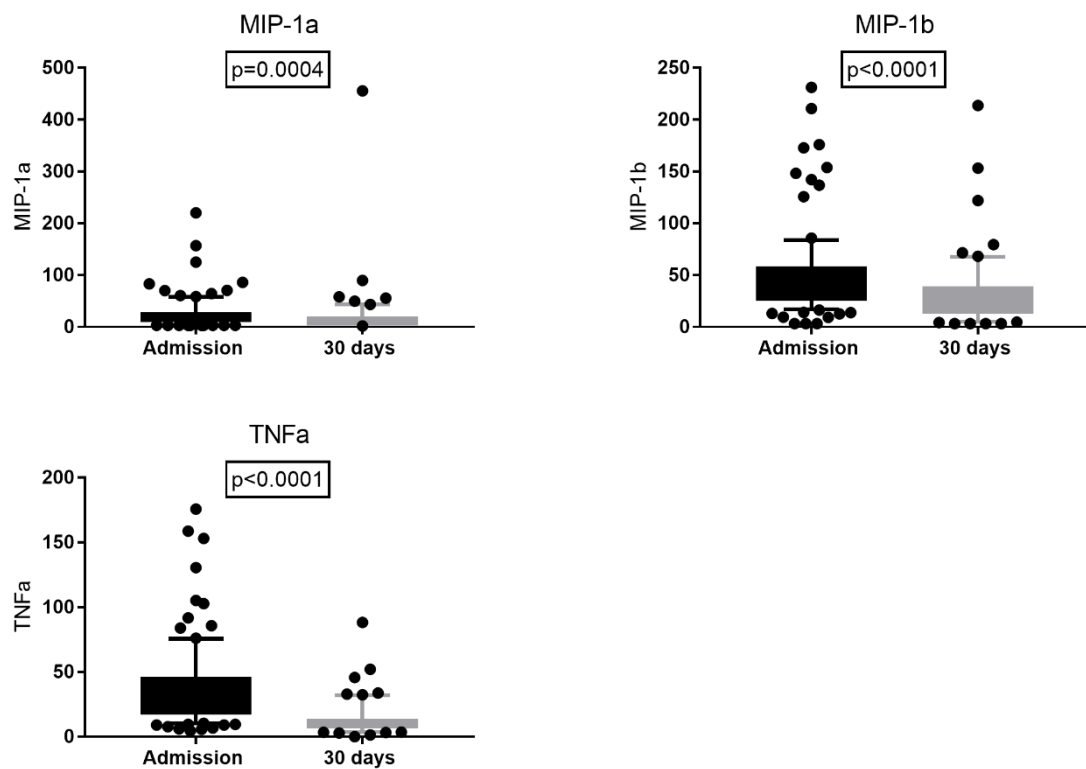 MIP-1a
p=0.0004
500
400
300
200
100
0
MIP-1a
Admission
30 days
MIP-1b
p<0.0001
250
200
150
100
50
0
MIP-1b
Admission
30 days
TNFa
p<0.0001
200
150
100
50
0
TNFa
Admission
30 days